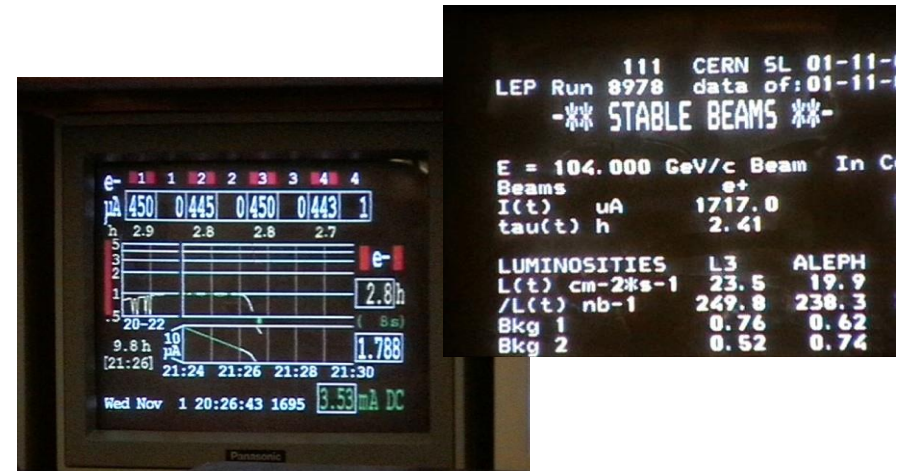 e- 1 1 2 2 3 3 4 4
µA 450 0 445 0 450 0 443 1
h 2.9 2.8 2.8 2.7
5
3
2
1
.5
e-
2.8 h
( 8s)
20-22
9.8 h
[21:26]
10
µA
1.788
21:24 21:26 21:28 21:30
Wed Nov 1 20:26:43 1695 3.53 mA DC
Panasonic
111 CERN SL 01-11-
LEP Run 8978 data of:01-11-
-** STABLE BEAMS **-
E = 104.000 GeV/c Beam In
Beams e+
I(t) uA 1717.0
tau(t) h 2.41
LUMINOSITIES L3 ALEPH
L(t) cm-2*s-1 23.5 19.9
/L(t) nb-1 249.8 238.3
Bkg 1 0.76 0.62
Bkg 2 0.52 0.74